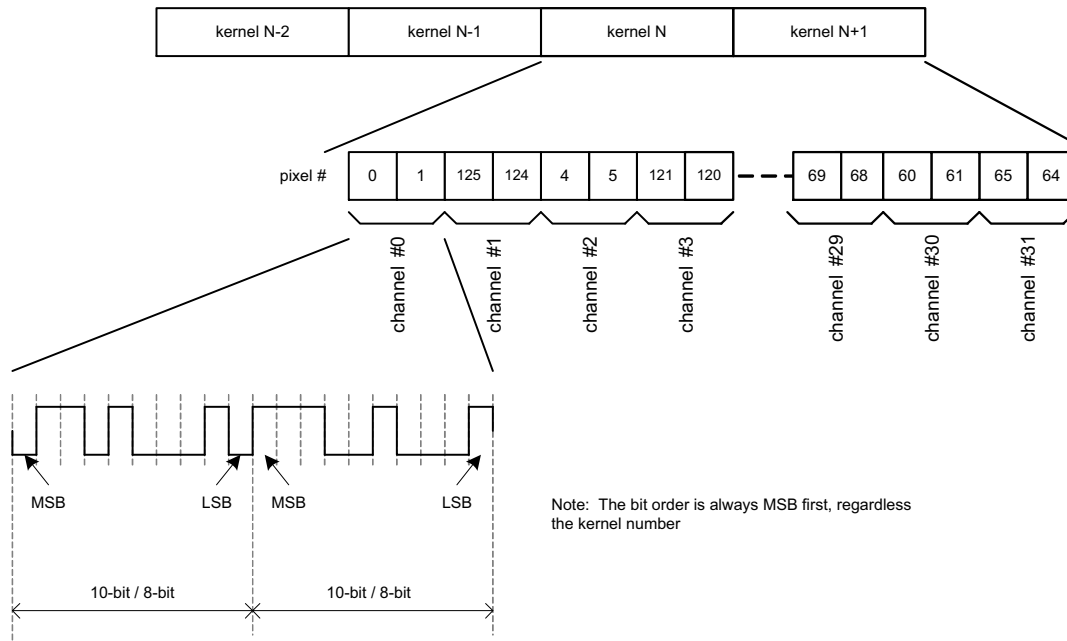 kernel N-2 kernel N-1 kernel N kernel N+1
pixel # 0 1 125 124 4 5 121 120 69 68 60 61 65 64
channel #0 channel #1 channel #2 channel #3 channel #29 channel #30 channel #31
MSB LSB MSB LSB
Note: The bit order is always MSB first, regardless
the kernel number
10-bit / 8-bit 10-bit / 8-bit